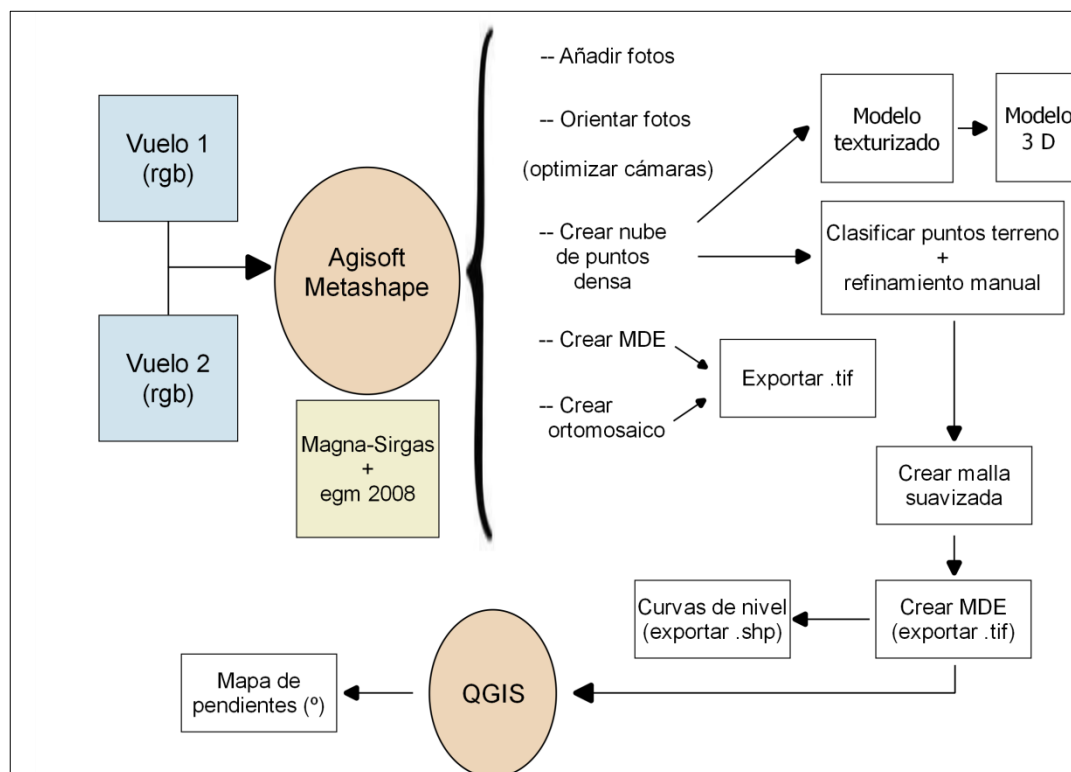 Vuelo 1
(rgb)
Vuelo 2
(rgb)
Agisoft
Metashape
Magna-Sirgas
+
egm 2008
-- Añadir fotos
-- Orientar fotos
(optimizar cámaras)
-- Crear nube
de puntos
densa
-- Crear MDE
-- Crear
ortomosaico
Exportar .tif
Modelo
texturizado
Modelo
3 D
Clasificar puntos terreno
+
refinamiento manual
Crear malla
suavizada
Crear MDE
(exportar .tif)
Curvas de nivel
(exportar .shp)
QGIS
Mapa de
pendientes (º)